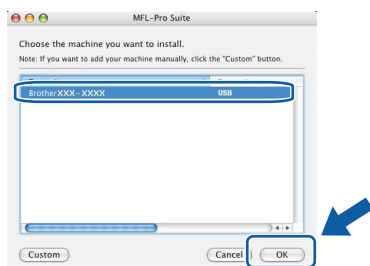 MFL-Pro Suite
Choose the machine you want to install.
Note: If you want to add your machine manually, click the "Custom" button.
BrotherXXX-XXXX USB
Custom Cancel OK